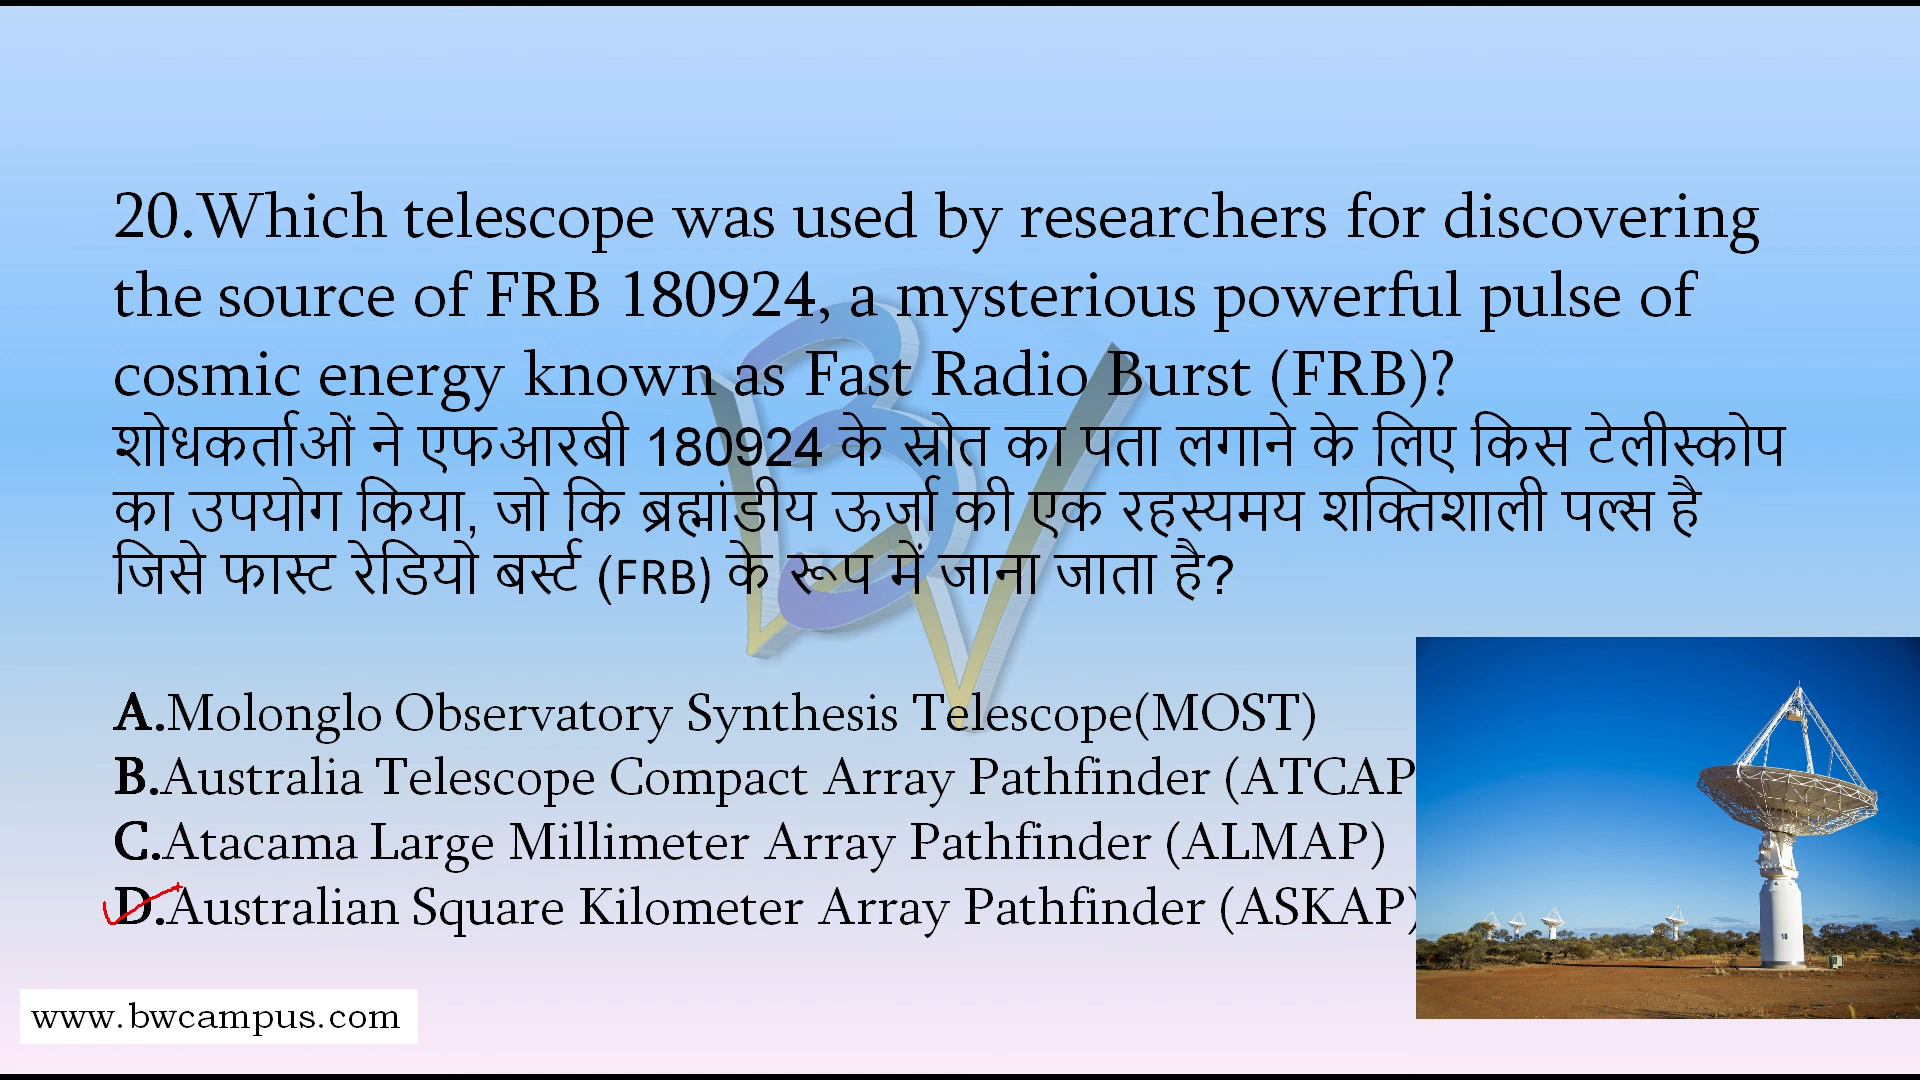 20.Which telescope was used by researchers for discovering
the source of FRB 180924, a mysterious powerful pulse of
cosmic energy known as Fast Radio Burst (FRB)?
शोधकर्ताओं ने एफआरबी 180924 के स्रोत का पता लगाने के लिए किस टेलीस्कोप
का उपयोग किया, जो कि ब्रह्मांडीय ऊर्जा की एक रहस्यमय शक्तिशाली पल्स है
जिसे फास्ट रेडियो बर्स्ट (FRB) के रूप में जाना जाता है?
A.Molonglo Observatory Synthesis Telescope(MOST)
B.Australia Telescope Compact Array Pathfinder (ATCAP
C.Atacama Large Millimeter Array Pathfinder (ALMAP)
D.Australian Square Kilometer Array Pathfinder (ASKAP)
10
www.bwcampus.com